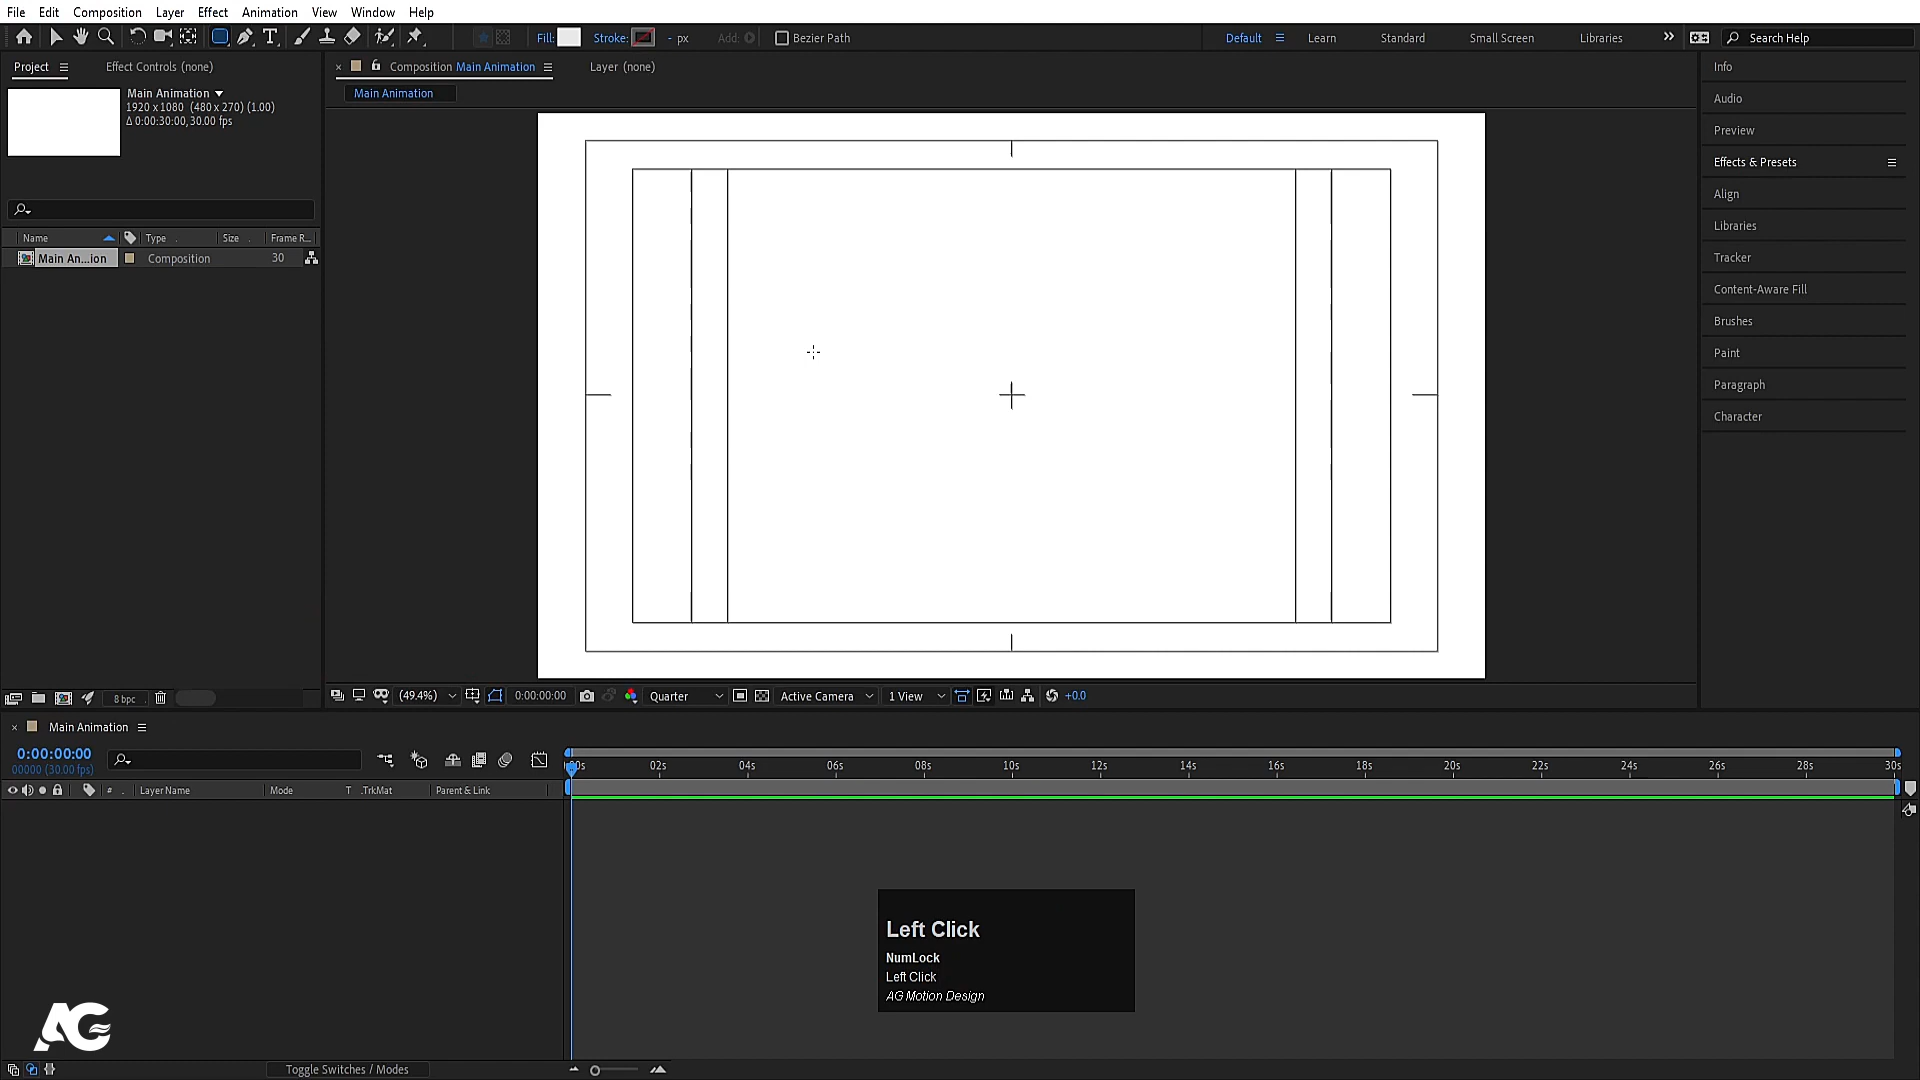 File Edit Composition Layer Effect Animation View Window Help
Fill: Stroke: - px Add: Bezier Path Default Learn Standard Small Screen Libraries Search Help
Project Effect Controls (none) Composition Main Animation Layer (none)
Main Animation
Main Animation
1920 x 1080 (480 x 270) (1.00)
Δ 0:00:30:00, 30.00 fps
Name Type Size Frame R...
Main An...ion Composition 30
Info
Audio
Preview
Effects & Presets
Align
Libraries
Tracker
Content-Aware Fill
Brushes
Paint
Paragraph
Character
8 bpc (49.4%) 0:00:00:00 Quarter Active Camera 1 View +0.0
Main Animation
0:00:00:00
00000 (30.00 fps)
02s 04s 06s 08s 10s 12s 14s 16s 18s 20s 22s 24s 26s 28s 30s
# Layer Name Mode T .TrkMat Parent & Link
Left Click
NumLock
Left Click
AG Motion Design
AG
Toggle Switches / Modes